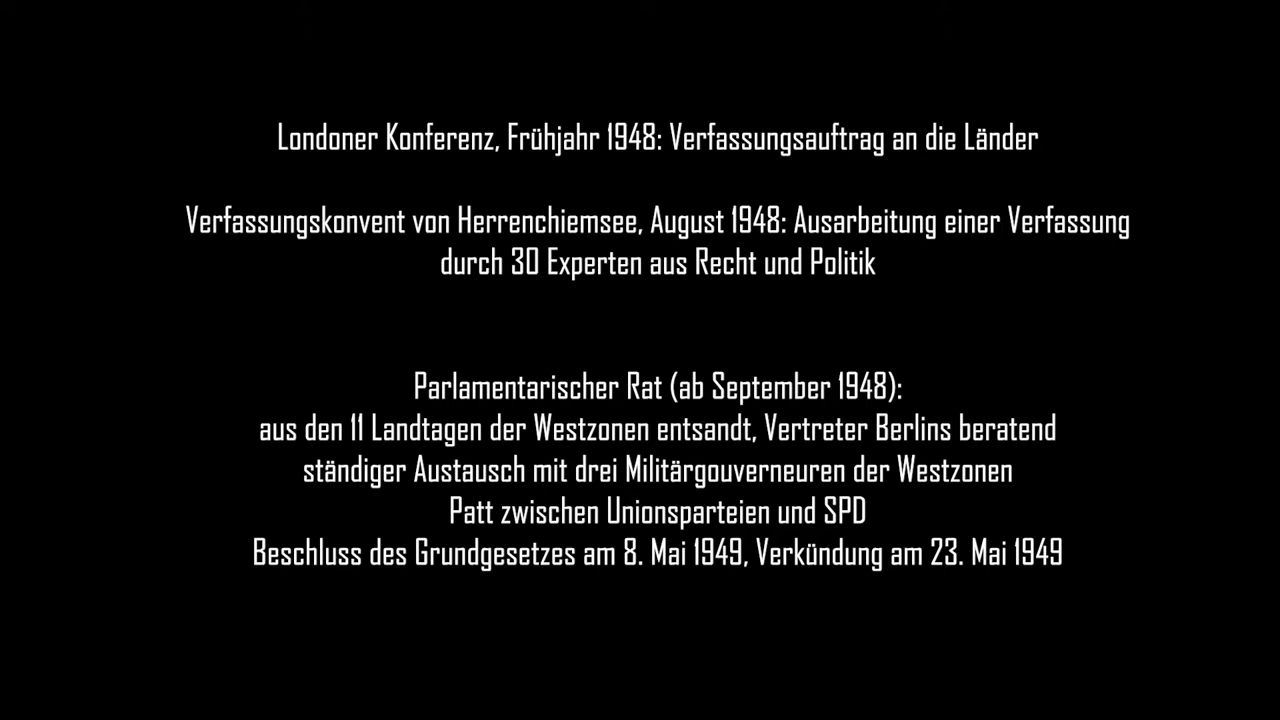 Londoner Konferenz, Frühjahr 1948: Verfassungsauftrag an die Länder
Verfassungskonvent von Herrenchiemsee, August 1948: Ausarbeitung einer Verfassung
durch 30 Experten aus Recht und Politik
Parlamentarischer Rat (ab September 1948):
aus den 11 Landtagen der Westzonen entsandt, Vertreter Berlins beratend
ständiger Austausch mit drei Militärgouverneuren der Westzonen
Patt zwischen Unionsparteien und SPD
Beschluss des Grundgesetzes am 8. Mai 1949, Verkündung am 23. Mai 1949